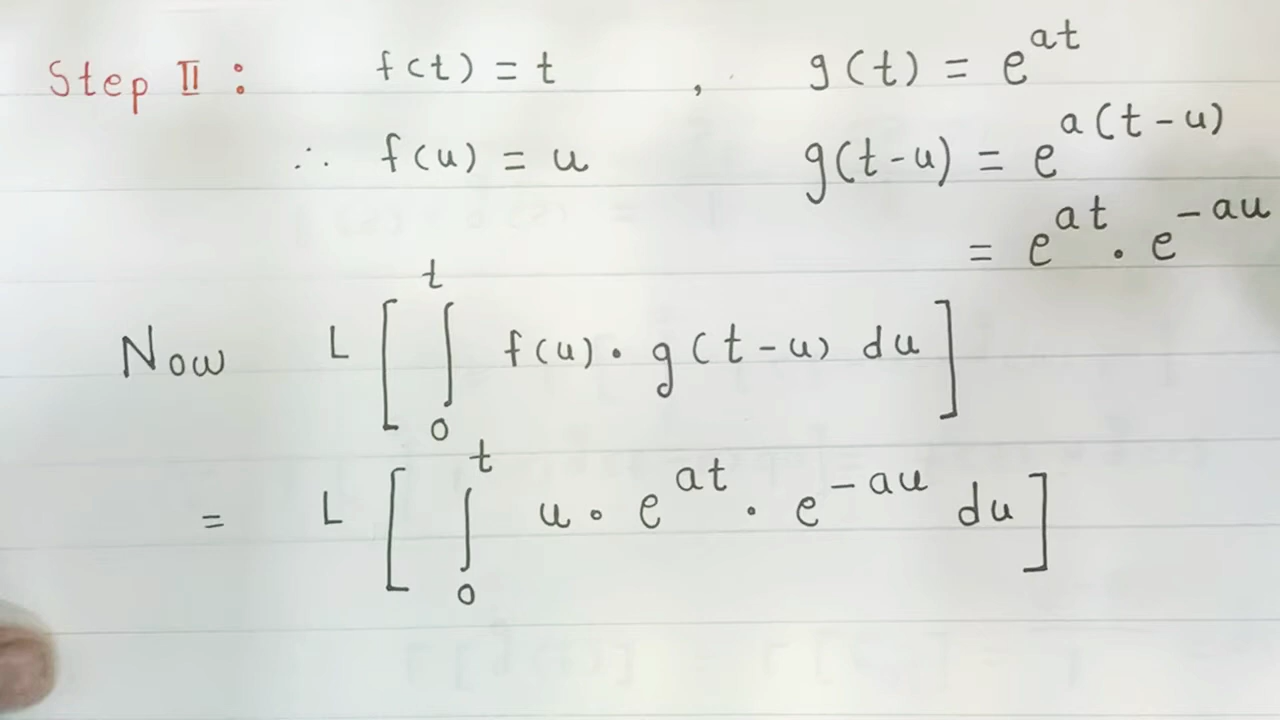 Step II : f(t) = t , g(t) = e^{at}
∴ f(u) = u g(t-u) = e^{a(t-u)}
= e^{at} · e^{-au}
Now L [ ∫_0^t f(u) · g(t-u) du ]
= L [ ∫_0^t u · e^{at} · e^{-au} du ]